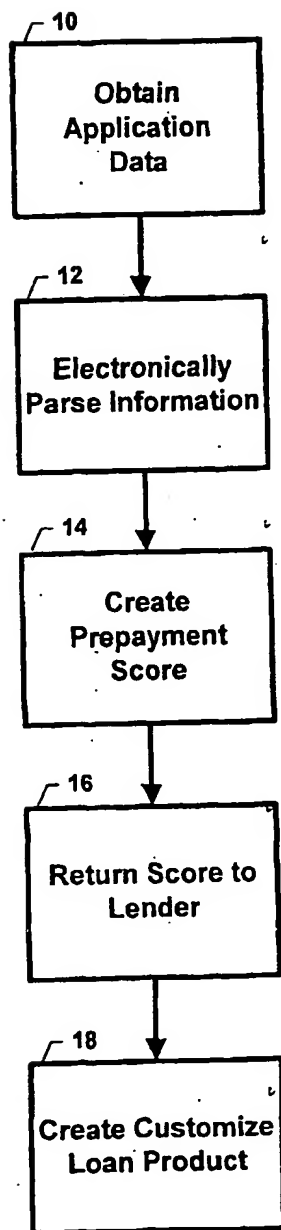 10
Obtain
Application
Data
12
Electronically
Parse Information
14
Create
Prepayment
Score
16
Return Score to
Lender
18
Create Customize
Loan Product